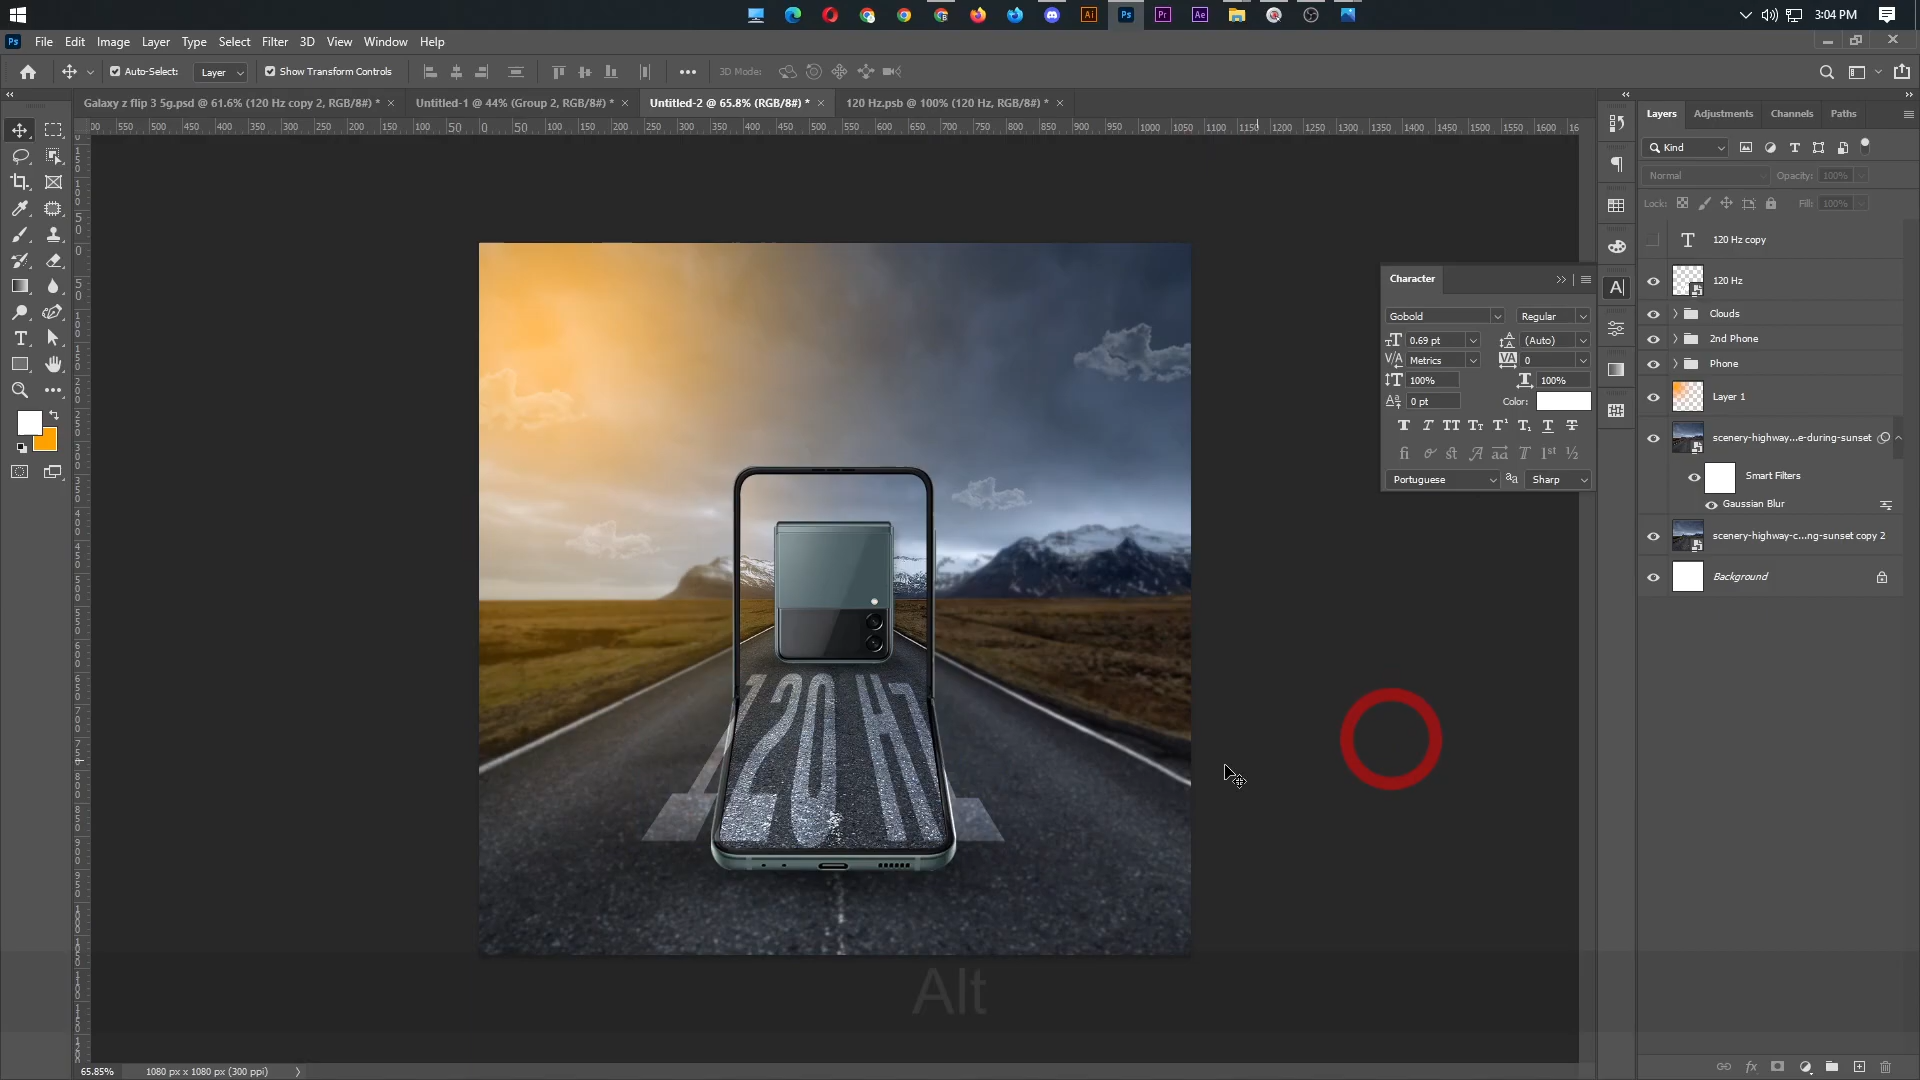 3:04 PM
Ps File Edit Image Layer Type Select Filter 3D View Window Help
Auto-Select: Layer Show Transform Controls 3D Mode:
Galaxy z flip 3 5g.psd @ 61.6% (120 Hz copy 2, RGB/8#) * Untitled-1 @ 44% (Group 2, RGB/8#) * Untitled-2 @ 65.8% (RGB/8#) * 120 Hz.psb @ 100% (120 Hz, RGB/8#) *
Layers Adjustments Channels Paths
Kind
Normal Opacity: 100%
Lock: Fill: 100%
120 Hz copy
120 Hz
Clouds
2nd Phone
Phone
Layer 1
scenery-highway...e-during-sunset
Smart Filters
Gaussian Blur
scenery-highway-c...ng-sunset copy 2
Background
Character
Gobold Regular
0.69 pt (Auto)
Metrics 0
100% 100%
0 pt Color:
Portuguese Sharp
120 Hz
Alt
65.85% 1080 px x 1080 px (300 ppi)